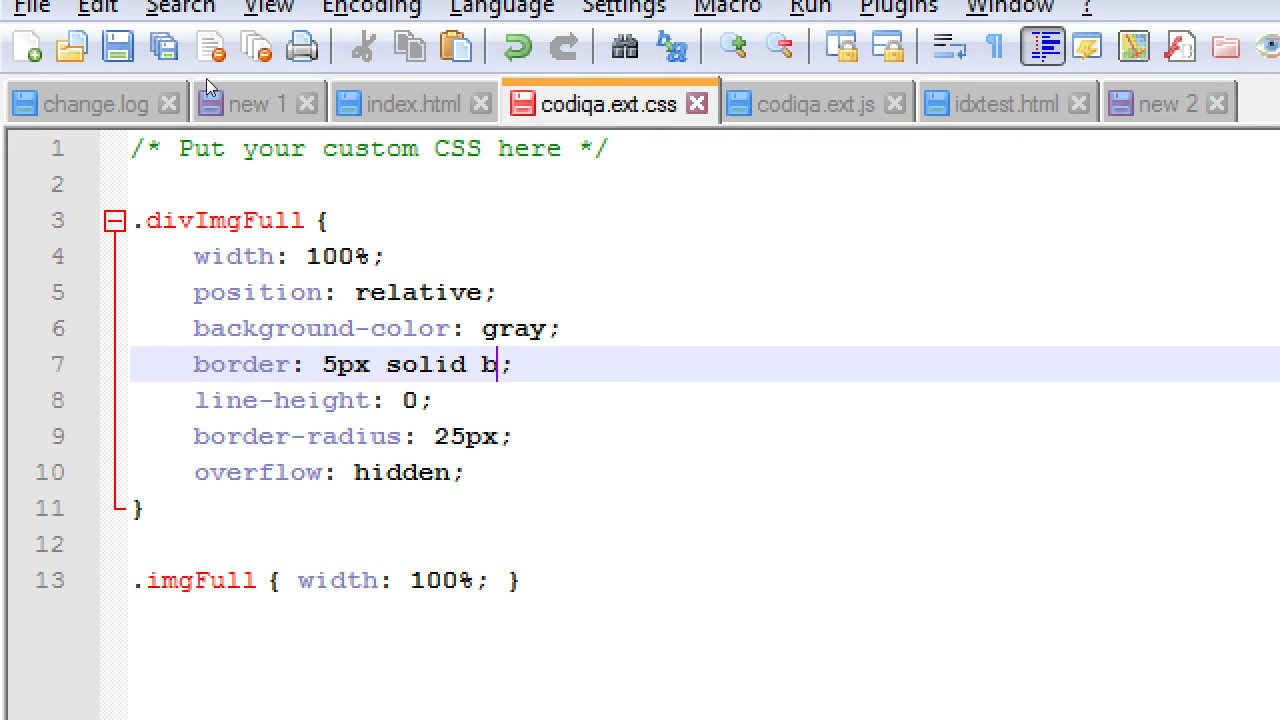 File Edit Search View Encoding Language Settings Macro Run Plugins Window ?
change.log new 1 index.html codiqa.ext.css codiqa.ext.js idxtest.html new 2
1 /* Put your custom CSS here */
2
3 .divImgFull {
4 width: 100%;
5 position: relative;
6 background-color: gray;
7 border: 5px solid b;
8 line-height: 0;
9 border-radius: 25px;
10 overflow: hidden;
11 }
12
13 .imgFull { width: 100%; }